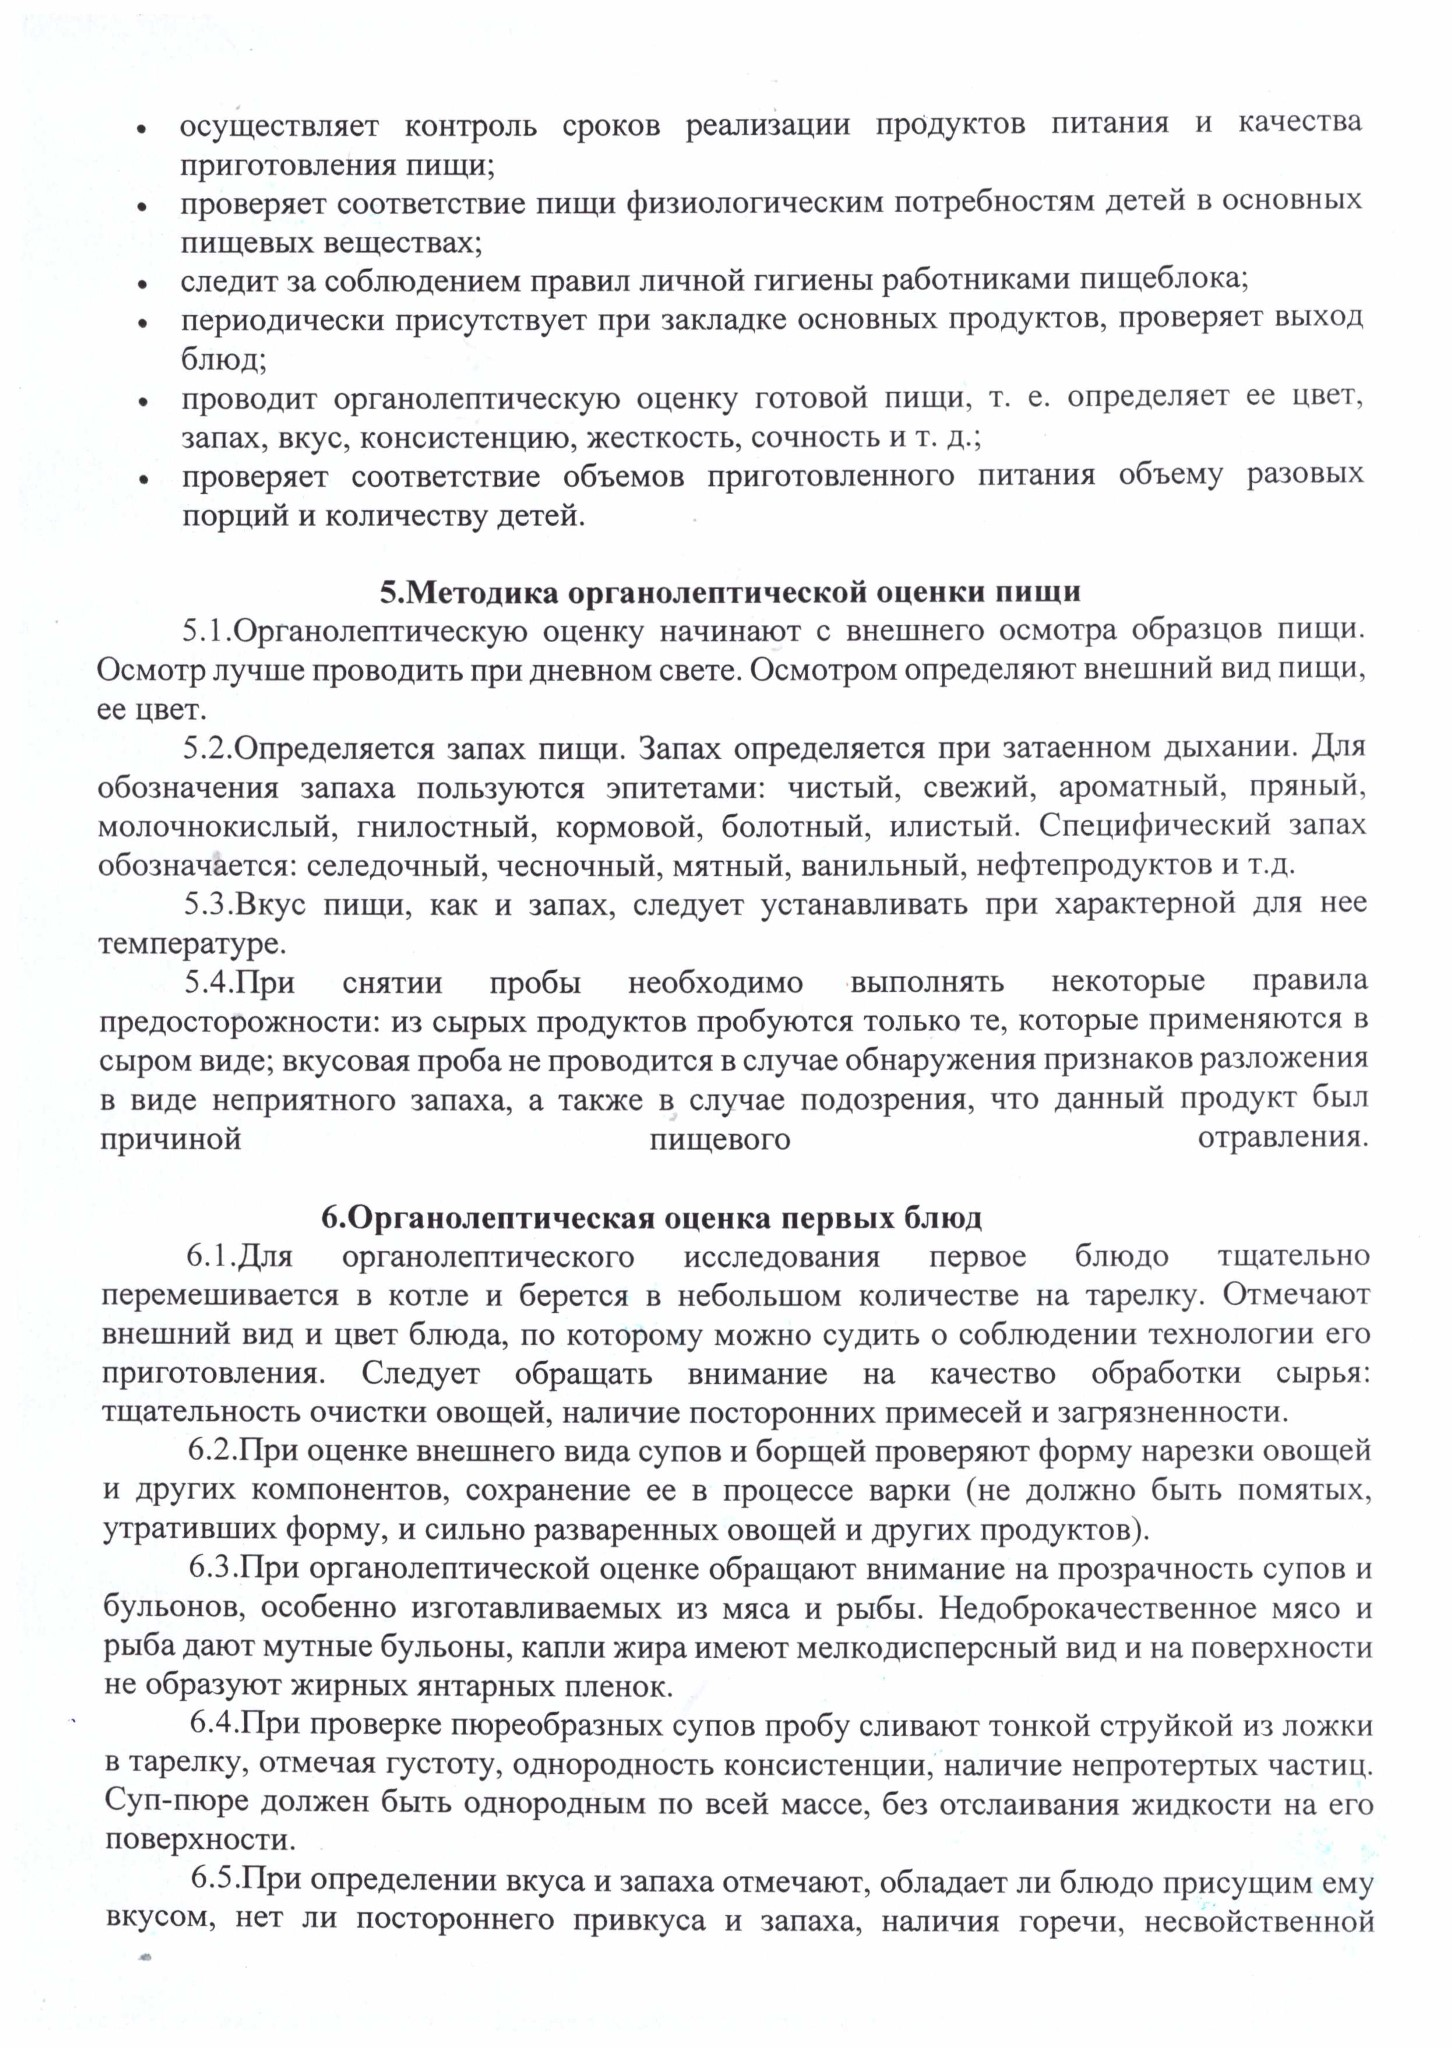 • осуществляет контроль сроков реализации продуктов питания и качества
приготовления пищи;
• проверяет соответствие пищи физиологическим потребностям детей в основных
пищевых веществах;
• следит за соблюдением правил личной гигиены работниками пищеблока;
• периодически присутствует при закладке основных продуктов, проверяет выход
блюд;
• проводит органолептическую оценку готовой пищи, т. е. определяет ее цвет,
запах, вкус, консистенцию, жесткость, сочность и т. д.;
• проверяет соответствие объемов приготовленного питания объему разовых
порций и количеству детей.
5.Методика органолептической оценки пищи
5.1.Органолептическую оценку начинают с внешнего осмотра образцов пищи.
Осмотр лучше проводить при дневном свете. Осмотром определяют внешний вид пищи,
ее цвет.
5.2.Определяется запах пищи. Запах определяется при затаенном дыхании. Для
обозначения запаха пользуются эпитетами: чистый, свежий, ароматный, пряный,
молочнокислый, гнилостный, кормовой, болотный, илистый. Специфический запах
обозначается: селедочный, чесночный, мятный, ванильный, нефтепродуктов и т.д.
5.3.Вкус пищи, как и запах, следует устанавливать при характерной для нее
температуре.
5.4.При снятии пробы необходимо выполнять некоторые правила
предосторожности: из сырых продуктов пробуются только те, которые применяются в
сыром виде; вкусовая проба не проводится в случае обнаружения признаков разложения
в виде неприятного запаха, а также в случае подозрения, что данный продукт был
причиной пищевого отравления.
6.Органолептическая оценка первых блюд
6.1.Для органолептического исследования первое блюдо тщательно
перемешивается в котле и берется в небольшом количестве на тарелку. Отмечают
внешний вид и цвет блюда, по которому можно судить о соблюдении технологии его
приготовления. Следует обращать внимание на качество обработки сырья:
тщательность очистки овощей, наличие посторонних примесей и загрязненности.
6.2.При оценке внешнего вида супов и борщей проверяют форму нарезки овощей
и других компонентов, сохранение ее в процессе варки (не должно быть помятых,
утративших форму, и сильно разваренных овощей и других продуктов).
6.3.При органолептической оценке обращают внимание на прозрачность супов и
бульонов, особенно изготавливаемых из мяса и рыбы. Недоброкачественное мясо и
рыба дают мутные бульоны, капли жира имеют мелкодисперсный вид и на поверхности
не образуют жирных янтарных пленок.
6.4.При проверке пюреобразных супов пробу сливают тонкой струйкой из ложки
в тарелку, отмечая густоту, однородность консистенции, наличие непротертых частиц.
Суп-пюре должен быть однородным по всей массе, без отслаивания жидкости на его
поверхности.
6.5.При определении вкуса и запаха отмечают, обладает ли блюдо присущим ему
вкусом, нет ли постороннего привкуса и запаха, наличия горечи, несвойственной